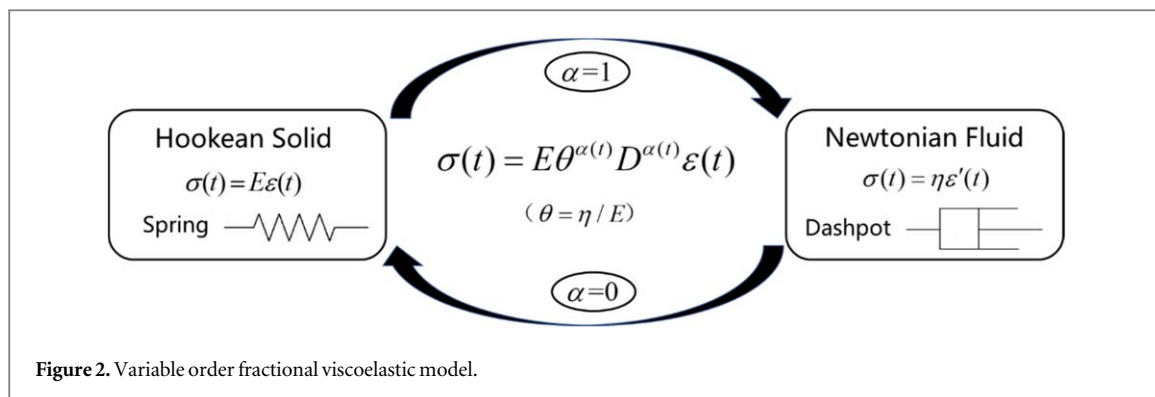 α=1
Hookean Solid
σ(t)=Eε(t)
Spring
σ(t)=Eθ^{α(t)}D^{α(t)}ε(t)
(θ=η/E)
Newtonian Fluid
σ(t)=ηε′(t)
Dashpot
α=0
Figure 2. Variable order fractional viscoelastic model.